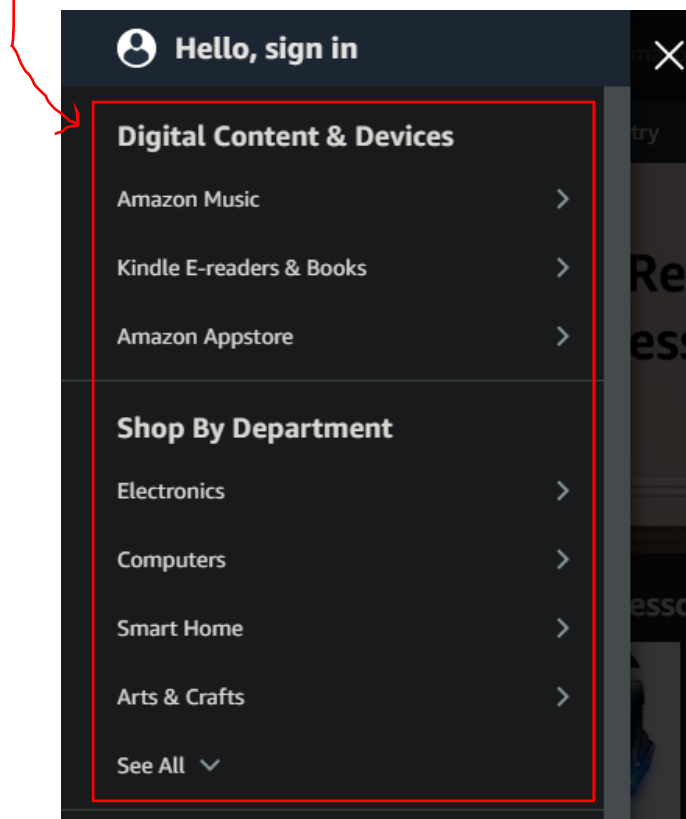 Hello, sign in
Digital Content & Devices
Amazon Music
Kindle E-readers & Books
Amazon Appstore
Shop By Department
Electronics
Computers
Smart Home
Arts & Crafts
See All